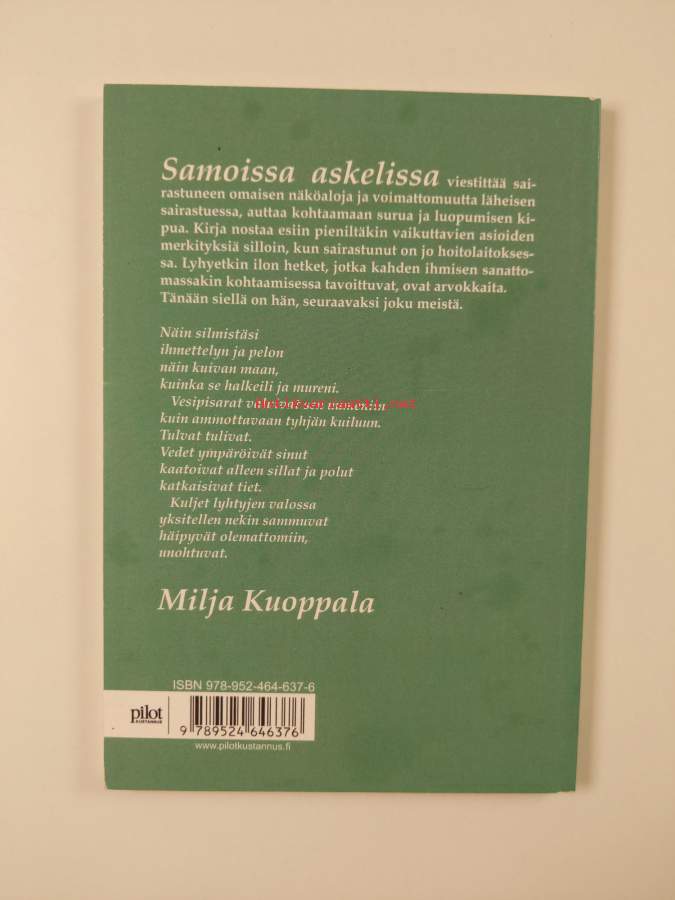 Samoissa askelissa viestittää sai-
rastuneen omaisen näköaloja ja voimattomuutta läheisen
sairastuessa, auttaa kohtaamaan surua ja luopumisen ki-
pua. Kirja nostaa esiin pieniltäkin vaikuttavien asioiden
merkityksiä silloin, kun sairastunut on jo hoitolaitokses-
sa. Lyhyetkin ilon hetket, jotka kahden ihmisen sanatto-
massakin kohtaamisessa tavoittuvat, ovat arvokkaita.
Tänään siellä on hän, seuraavaksi joku meistä.
Näin silmistäsi
ihmettelyn ja pelon
näin kuivan maan,
kuinka se halkeili ja mureni.
Vesipisarat valuivat sen uumeniin
kuin ammottavaan tyhjän kuiluun.
Tulvat tulivat.
Vedet ympäröivät sinut
kaatoivat alleen sillat ja polut
katkaisivat tiet.
Kuljet lyhtyjen valossa
yksitellen nekin sammuvat
häipyvät olemattomiin,
unohtuvat.
Milja Kuoppala
ISBN 978-952-464-637-6
pilot
KUSTANNUS
9 789524 646376
www.pilotkustannus.fi